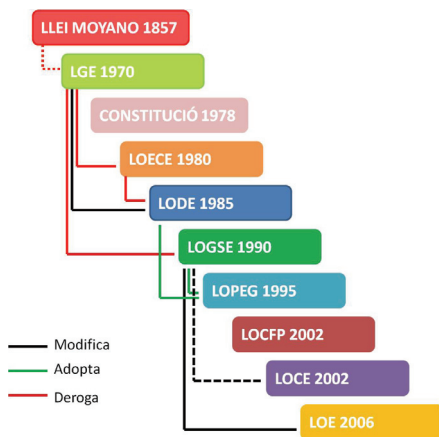 LLEI MOYANO 1857
LGE 1970
CONSTITUCIÓ 1978
LOECE 1980
LODE 1985
LOGSE 1990
LOPEG 1995
LOCFP 2002
LOCE 2002
LOE 2006
Modifica
Adopta
Deroga